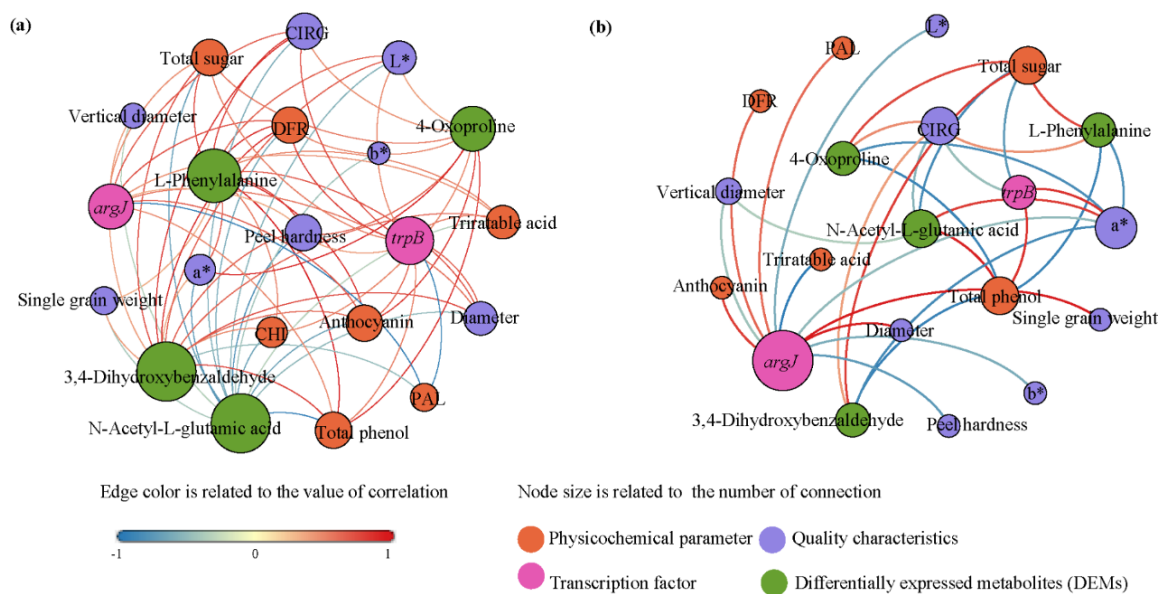 (a)
CIRG
Total sugar
L*
Vertical diameter
DFR
4-Oxoproline
b*
L-Phenylalanine
argJ
Peel hardness
trpB
Triratable acid
a*
Single grain weight
CHI
Anthocyanin
Diameter
3,4-Dihydroxybenzaldehyde
PAL
N-Acetyl-L-glutamic acid
Total phenol
(b)
L*
PAL
Total sugar
DFR
CIRG
L-Phenylalanine
4-Oxoproline
Vertical diameter
trpB
N-Acetyl-L-glutamic acid
a*
Triratable acid
Anthocyanin
Total phenol
Single grain weight
Diameter
argJ
b*
3,4-Dihydroxybenzaldehyde
Peel hardness
Edge color is related to the value of correlation
-1 0 1
Node size is related to the number of connection
Physicochemical parameter
Quality characteristics
Transcription factor
Differentially expressed metabolites (DEMs)